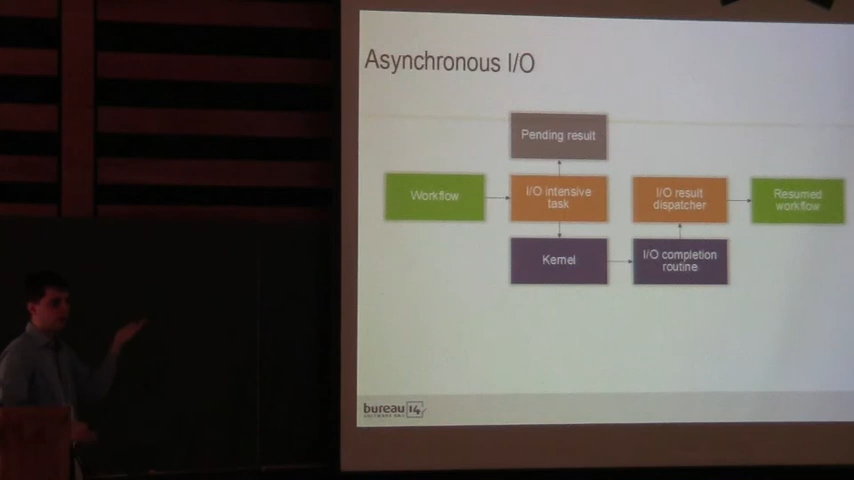 Asynchronous I/O
Pending result
Workflow
I/O intensive
task
I/O result
dispatcher
Resumed
workflow
Kernel
I/O completion
routine
bureau 14